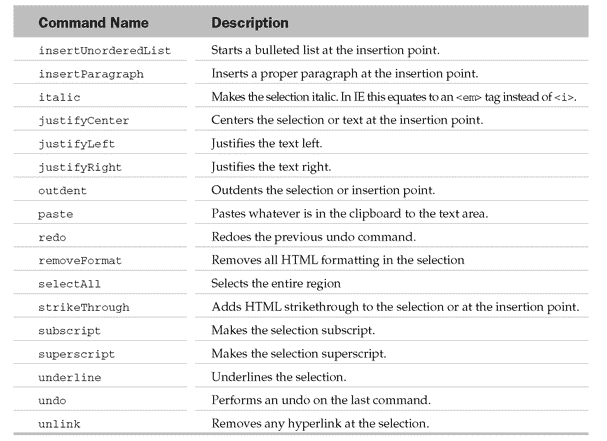 Command Name Description
insertUnorderedList Starts a bulleted list at the insertion point.
insertParagraph Inserts a proper paragraph at the insertion point.
italic Makes the selection italic. In IE this equates to an <em> tag instead of <i>.
justifyCenter Centers the selection or text at the insertion point.
justifyLeft Justifies the text left.
justifyRight Justifies the text right.
outdent Outdents the selection or insertion point.
paste Pastes whatever is in the clipboard to the text area.
redo Redoes the previous undo command.
removeFormat Removes all HTML formatting in the selection
selectAll Selects the entire region
strikeThrough Adds HTML strikethrough to the selection or at the insertion point.
subscript Makes the selection subscript.
superscript Makes the selection superscript.
underline Underlines the selection.
undo Performs an undo on the last command.
unlink Removes any hyperlink at the selection.